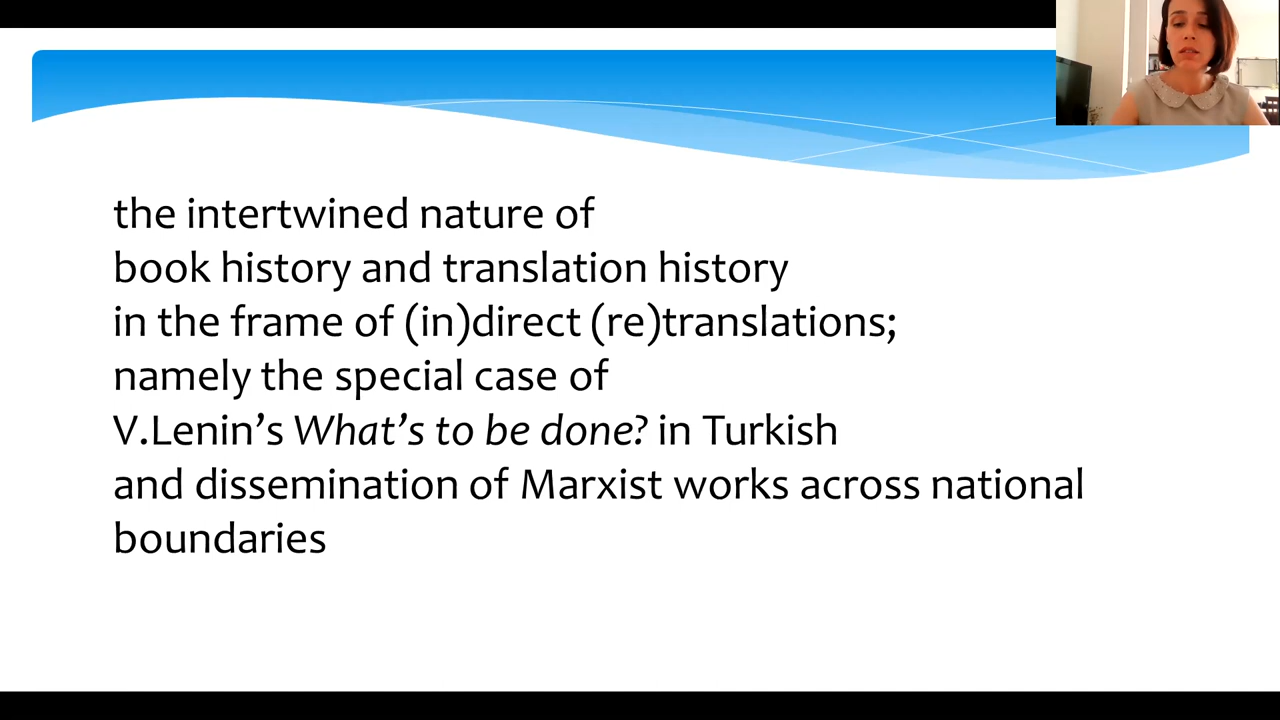 the intertwined nature of
book history and translation history
in the frame of (in)direct (re)translations;
namely the special case of
V.Lenin’s What’s to be done? in Turkish
and dissemination of Marxist works across national
boundaries